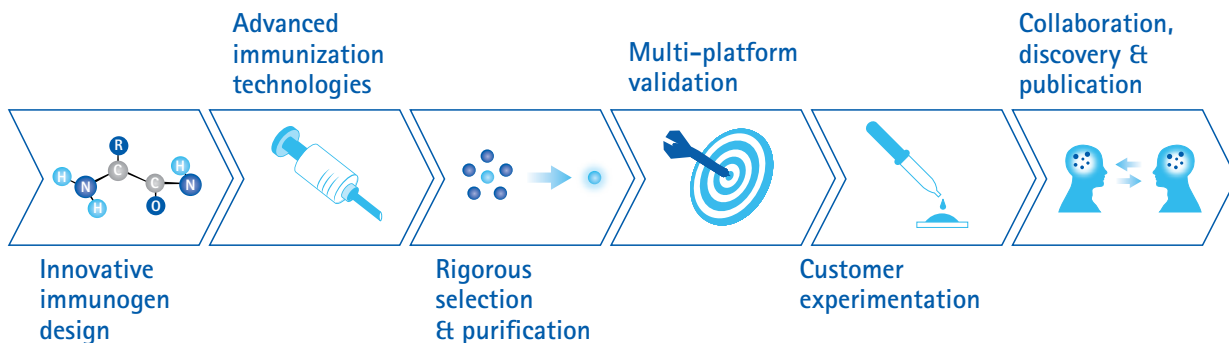 Innovative
immunogen
design
Advanced
immunization
technologies
Rigorous
selection
& purification
Multi-platform
validation
Customer
experimentation
Collaboration,
discovery &
publication
R
H
N
H
C
C
O
H
N